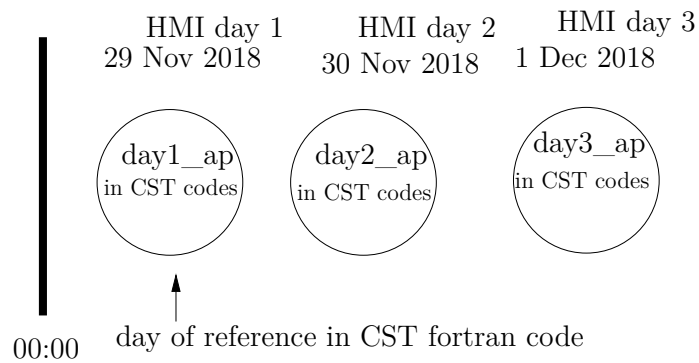 HMI day 1
29 Nov 2018
HMI day 2
30 Nov 2018
HMI day 3
1 Dec 2018
day1_ap
in CST codes
day2_ap
in CST codes
day3_ap
in CST codes
00:00
day of reference in CST fortran code